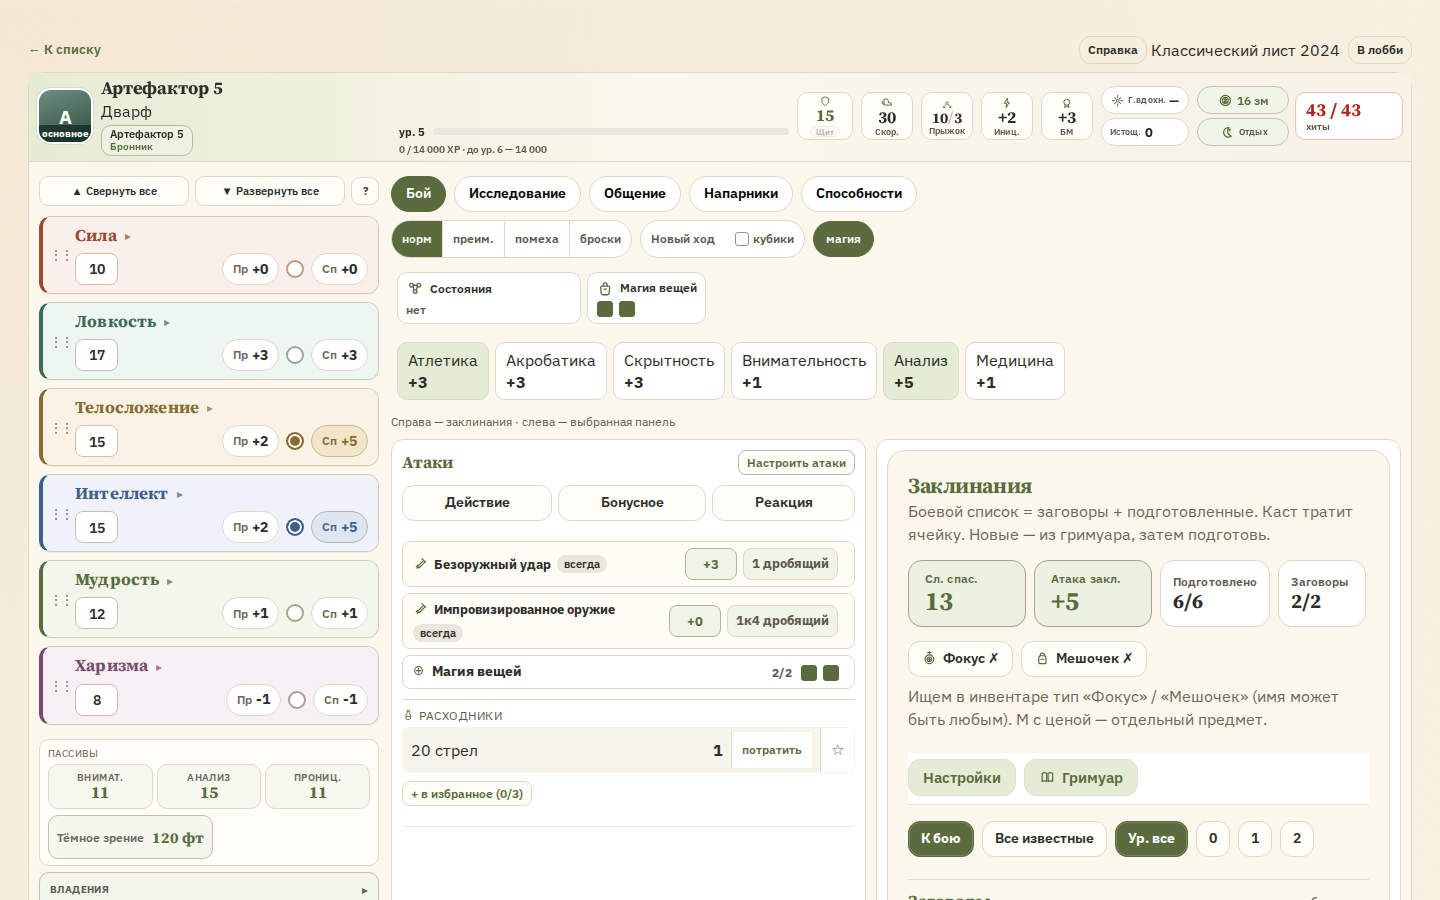 ← К списку
Справка Классический лист 2024 В лобби
А
основное
Артефактор 5
Дварф
Артефактор 5
Бронник
ур. 5
0 / 14 000 XP · до ур. 6 — 14 000
15
Щит
30
Скор.
10/3
Прыжок
+2
Иниц.
+3
БМ
Г.вдохн. —
Истощ. 0
16 зм
Отдых
43 / 43
хиты
▲ Свернуть все ▼ Развернуть все ?
Сила ▸
10 Пр +0 Сп +0
Ловкость ▸
17 Пр +3 Сп +3
Телосложение ▸
15 Пр +2 Сп +5
Интеллект ▸
15 Пр +2 Сп +5
Мудрость ▸
12 Пр +1 Сп +1
Харизма ▸
8 Пр -1 Сп -1
ПАССИВЫ
ВНИМАТ. АНАЛИЗ ПРОНИЦ.
11 15 11
Тёмное зрение 120 фт
ВЛАДЕНИЯ ▸
Бой Исследование Общение Напарники Способности
норм преим. помеха броски Новый ход кубики магия
Состояния
нет
Магия вещей
Атлетика Акробатика Скрытность Внимательность Анализ Медицина
+3 +3 +3 +1 +5 +1
Справа — заклинания · слева — выбранная панель
Атаки Настроить атаки
Действие Бонусное Реакция
Безоружный удар всегда +3 1 дробящий
Импровизированное оружие
всегда
+0 1к4 дробящий
Магия вещей 2/2
РАСХОДНИКИ
20 стрел 1 потратить ☆
+ в избранное (0/3)
Заклинания
Боевой список = заговоры + подготовленные. Каст тратит
ячейку. Новые — из гримуара, затем подготовь.
Сл. спас. Атака закл. Подготовлено Заговоры
13 +5 6/6 2/2
Фокус ✗ Мешочек ✗
Ищем в инвентаре тип «Фокус» / «Мешочек» (имя может
быть любым). М с ценой — отдельный предмет.
Настройки Гримуар
К бою Все известные Ур. все 0 1 2